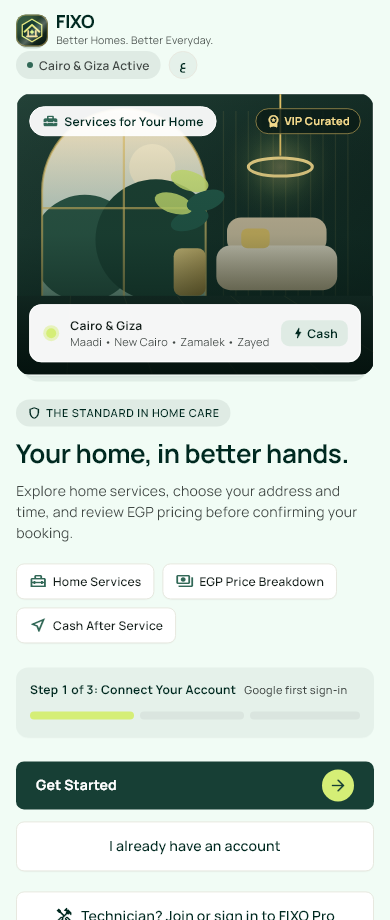 FIXO
Better Homes. Better Everyday.
Cairo & Giza Active
ع
Services for Your Home
VIP Curated
Cairo & Giza
Maadi • New Cairo • Zamalek • Zayed
Cash
THE STANDARD IN HOME CARE
Your home, in better hands.
Explore home services, choose your address and
time, and review EGP pricing before confirming your
booking.
Home Services
EGP Price Breakdown
Cash After Service
Step 1 of 3: Connect Your Account
Google first sign-in
Get Started
I already have an account
Technician? Join or sign in to FIXO Pro